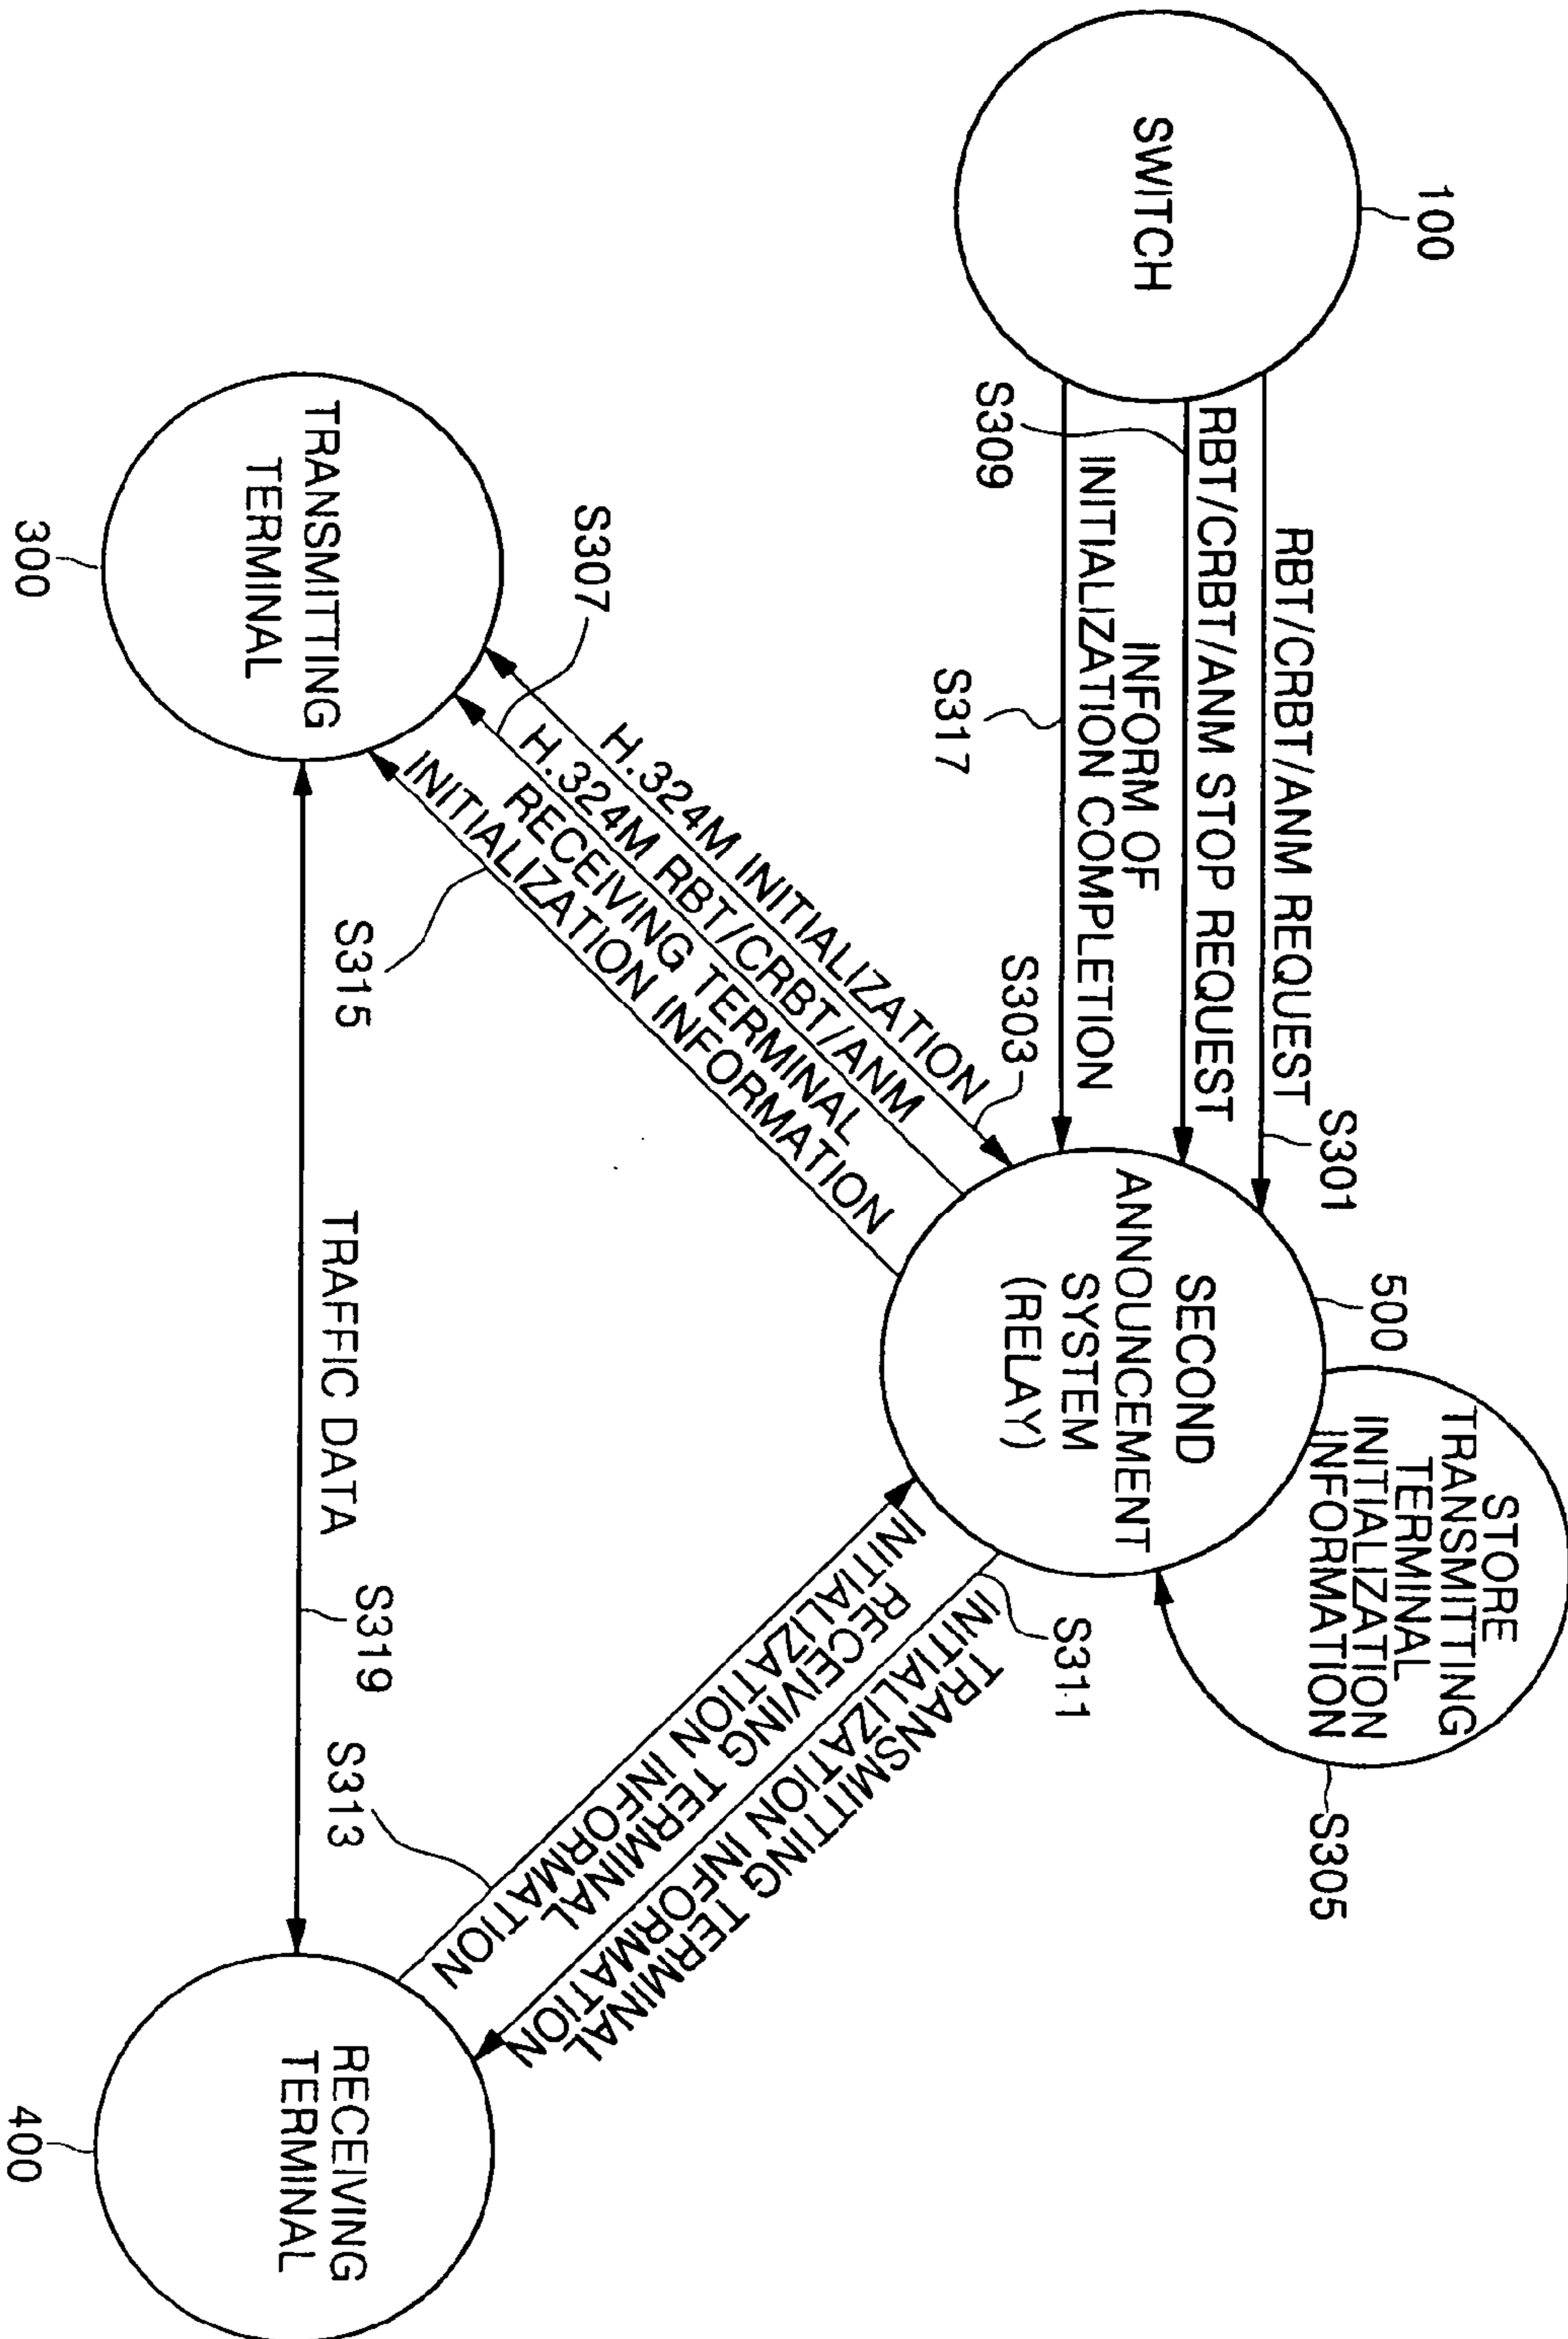 100
SWITCH
RBT/CRBT/ANM REQUEST
S301
RBT/CRBT/ANM STOP REQUEST
S309
INFORM OF
INITIALIZATION COMPLETION
S317
500
SECOND
ANNOUNCEMENT
SYSTEM
(RELAY)
STORE
TRANSMITTING
TERMINAL
INITIALIZATION
INFORMATION
S305
S303
H.324M INITIALIZATION
S307
H.324M RBT/CRBT/ANM
RECEIVING TERMINAL
INITIALIZATION INFORMATION
S315
S311
TRANSMITTING TERMINAL
INITIALIZATION INFORMATION
RECEIVING TERMINAL
INITIALIZATION INFORMATION
S313
TRANSMITTING
TERMINAL
300
TRAFFIC DATA
S319
RECEIVING
TERMINAL
400